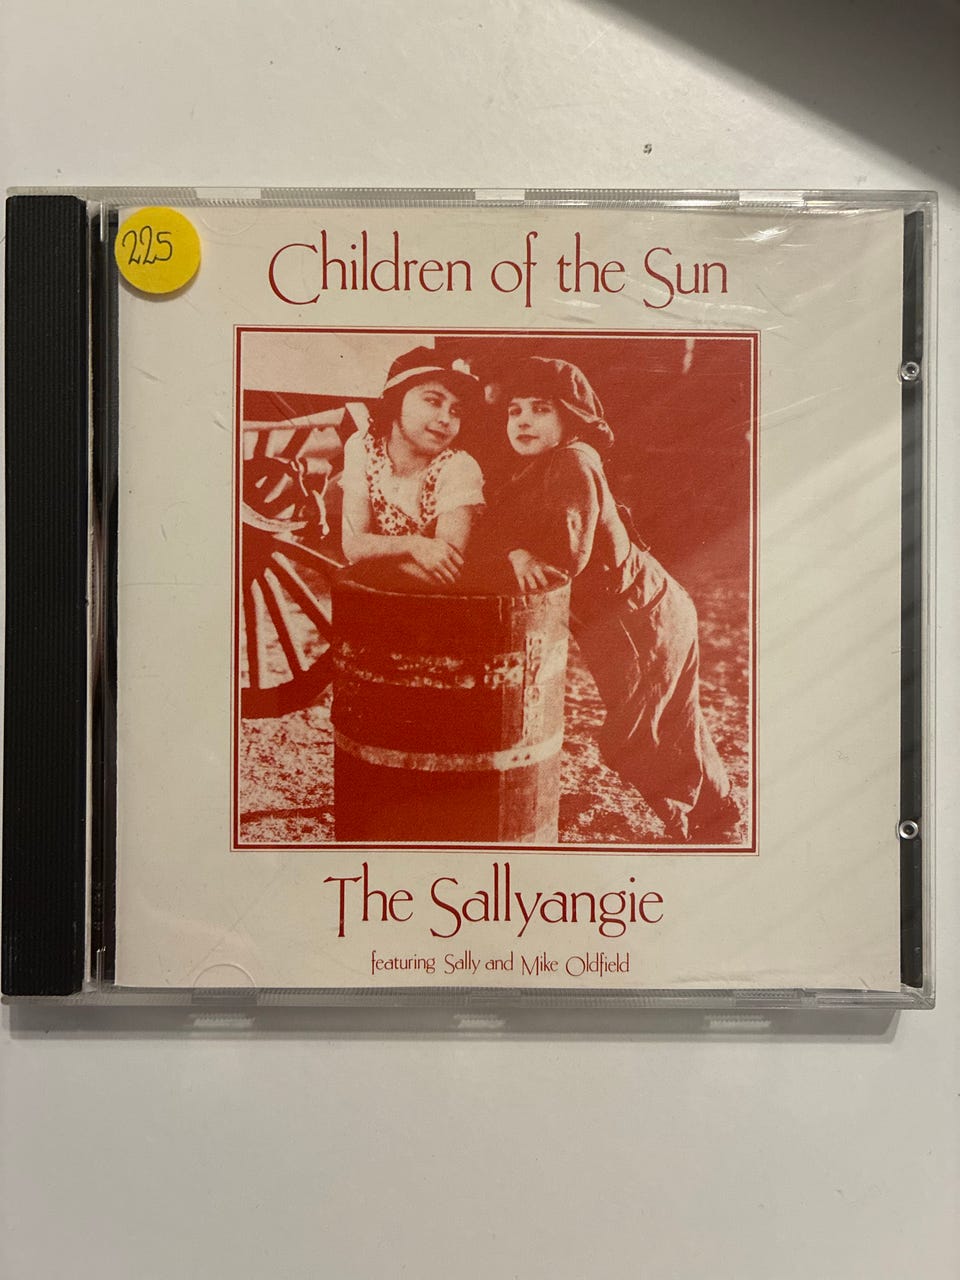 225
Children of the Sun
The Sallyangie
featuring Sally and Mike Oldfield